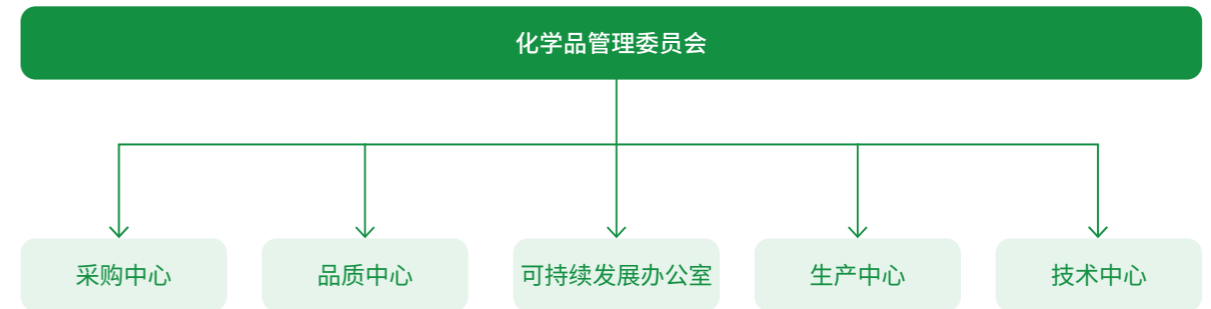 化学品管理委员会
采购中心
品质中心
可持续发展办公室
生产中心
技术中心